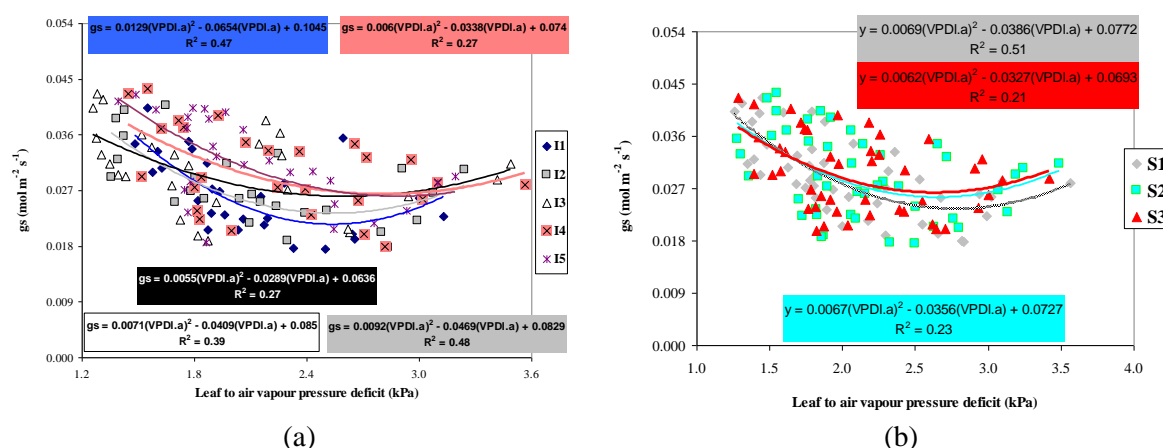 (a)
gs = 0.0129(VPDl.a)² - 0.0654(VPDl.a) + 0.1045
R² = 0.47
gs = 0.006(VPDl.a)² - 0.0338(VPDl.a) + 0.074
R² = 0.27
0.054
0.045
0.036
0.027
0.018
0.009
0.000
gs (mol m⁻² s⁻¹)
I1
I2
I3
I4
I5
gs = 0.0055(VPDl.a)² - 0.0289(VPDl.a) + 0.0636
R² = 0.27
gs = 0.0071(VPDl.a)² - 0.0409(VPDl.a) + 0.085
R² = 0.39
gs = 0.0092(VPDl.a)² - 0.0469(VPDl.a) + 0.0829
R² = 0.48
1.2 1.8 2.4 3.0 3.6
Leaf to air vapour pressure deficit (kPa)
(a)
(b)
y = 0.0069(VPDl.a)² - 0.0386(VPDl.a) + 0.0772
R² = 0.51
y = 0.0062(VPDl.a)² - 0.0327(VPDl.a) + 0.0693
R² = 0.21
0.054
0.045
0.036
0.027
0.018
0.009
0.000
gs (mol m⁻² s⁻¹)
S1
S2
S3
y = 0.0067(VPDl.a)² - 0.0356(VPDl.a) + 0.0727
R² = 0.23
1.0 1.5 2.0 2.5 3.0 3.5 4.0
Leaf to air vapour pressure deficit (kPa)
(b)